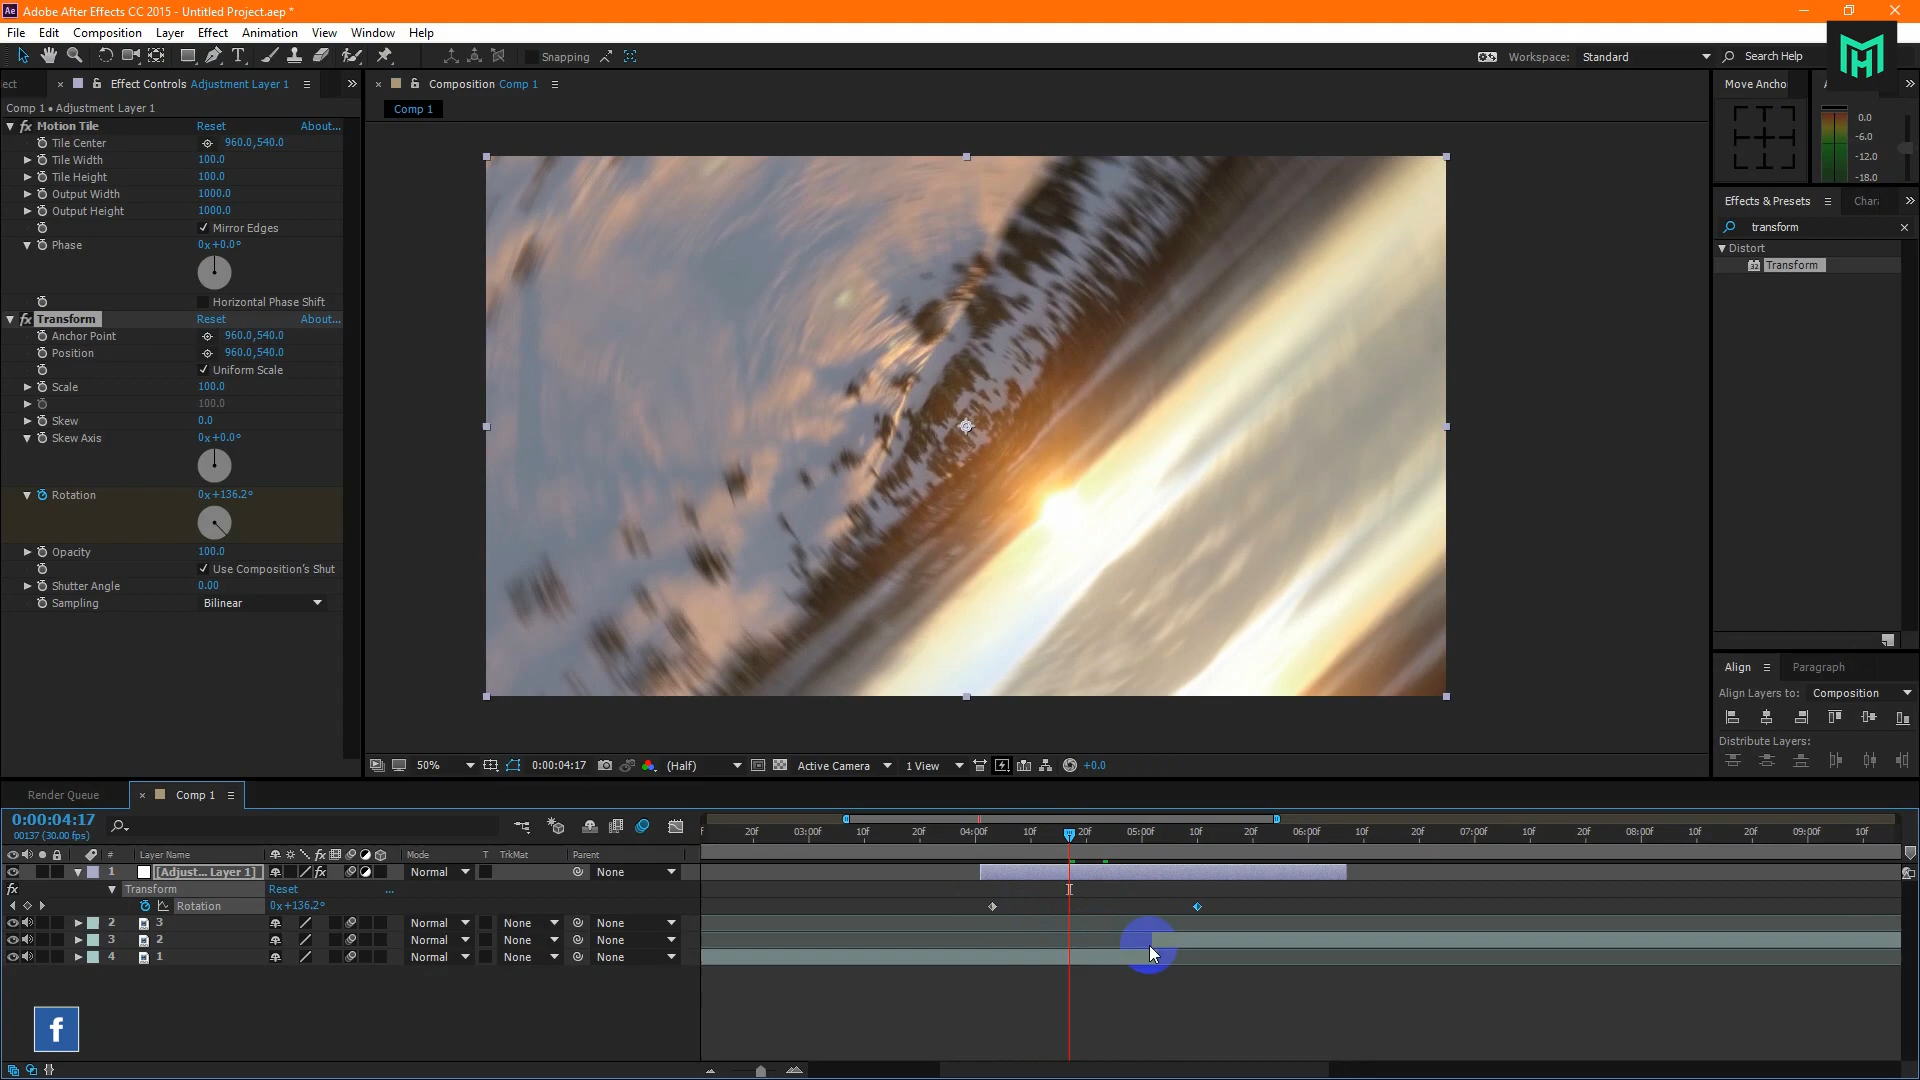 Adobe After Effects CC 2015 - Untitled Project.aep *
File Edit Composition Layer Effect Animation View Window Help
Snapping Workspace: Standard Search Help
ect Effect Controls Adjustment Layer 1
Comp 1 • Adjustment Layer 1
fx Motion Tile Reset About...
Tile Center 960.0,540.0
Tile Width 100.0
Tile Height 100.0
Output Width 1000.0
Output Height 1000.0
Mirror Edges
Phase 0x+0.0°
Horizontal Phase Shift
fx Transform Reset About...
Anchor Point 960.0,540.0
Position 960.0,540.0
Uniform Scale
Scale 100.0
100.0
Skew 0.0
Skew Axis 0x+0.0°
Rotation 0x+136.2°
Opacity 100.0
Use Composition's Shut
Shutter Angle 0.00
Sampling Bilinear
Composition Comp 1
Comp 1
50% 0:00:04:17 (Half) Active Camera 1 View +0.0
Move Ancho
0.0
-6.0
-12.0
-18.0
Effects & Presets Chara
transform
Distort
32 Transform
Align Paragraph
Align Layers to: Composition
Distribute Layers:
Render Queue Comp 1
0:00:04:17
00137 (30.00 fps)
f 20f 03:00f 10f 20f 04:00f 10f 20f 05:00f 10f 20f 06:00f 10f 20f 07:00f 10f 20f 08:00f 10f 20f 09:00f 10f
# Layer Name fx Mode T TrkMat Parent
1 [Adjust... Layer 1] fx Normal None
fx Transform Reset ...
Rotation 0x+136.2°
2 3 Normal None None
3 2 Normal None None
4 1 Normal None None
f